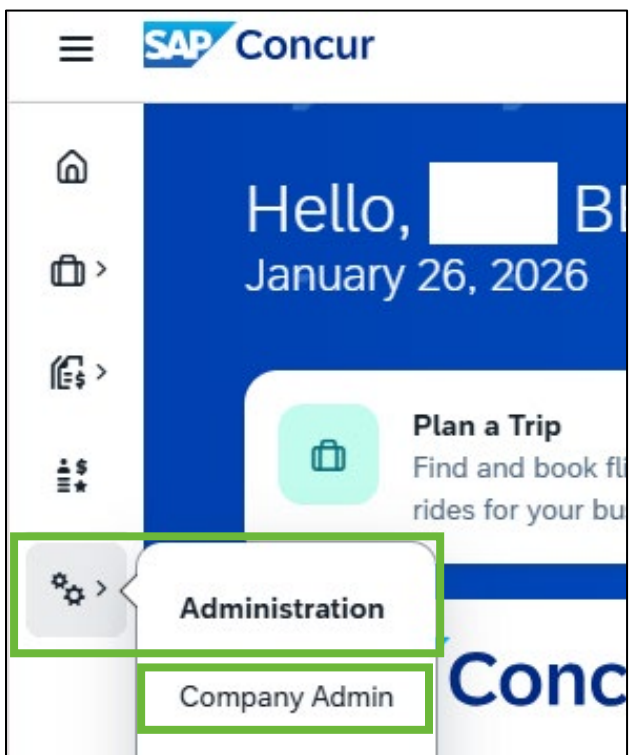 SAP Concur
Hello, B
January 26, 2026
Plan a Trip
Find and book fli
rides for your bu
Administration
Company Admin
Conc